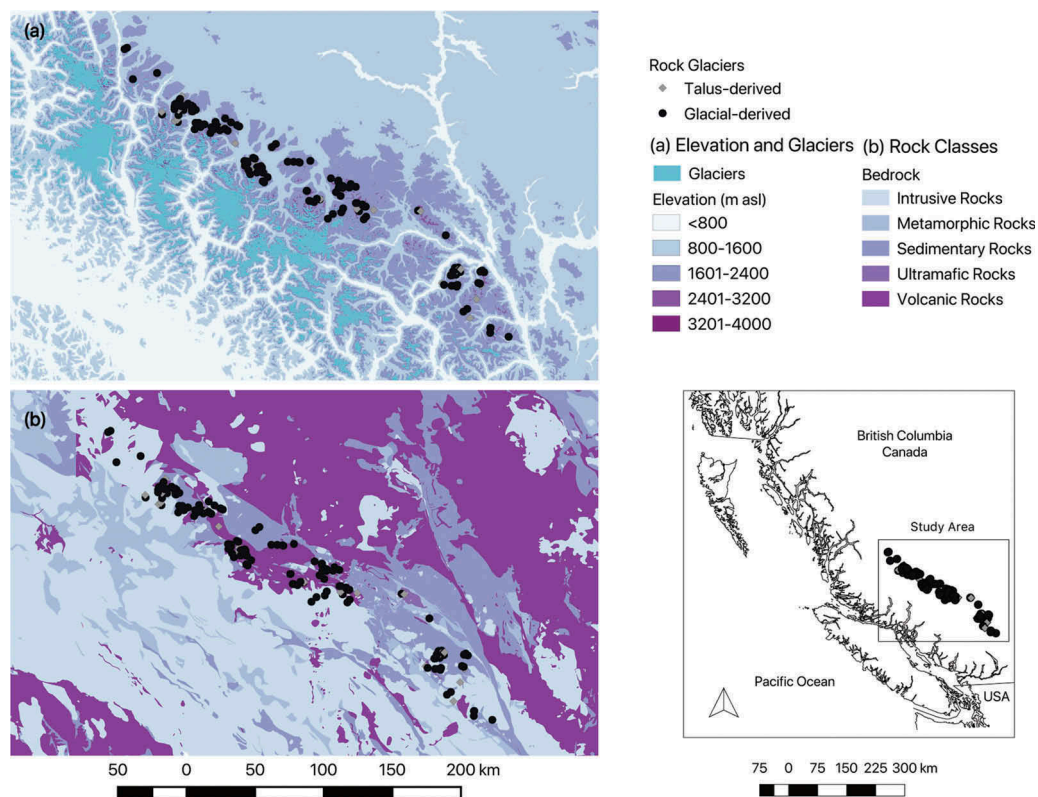 (a)
(b)
50 0 50 100 150 200 km
Rock Glaciers
Talus-derived
Glacial-derived
(a) Elevation and Glaciers
Glaciers
Elevation (m asl)
<800
800-1600
1601-2400
2401-3200
3201-4000
(b) Rock Classes
Bedrock
Intrusive Rocks
Metamorphic Rocks
Sedimentary Rocks
Ultramafic Rocks
Volcanic Rocks
British Columbia
Canada
Study Area
Pacific Ocean
USA
75 0 75 150 225 300 km